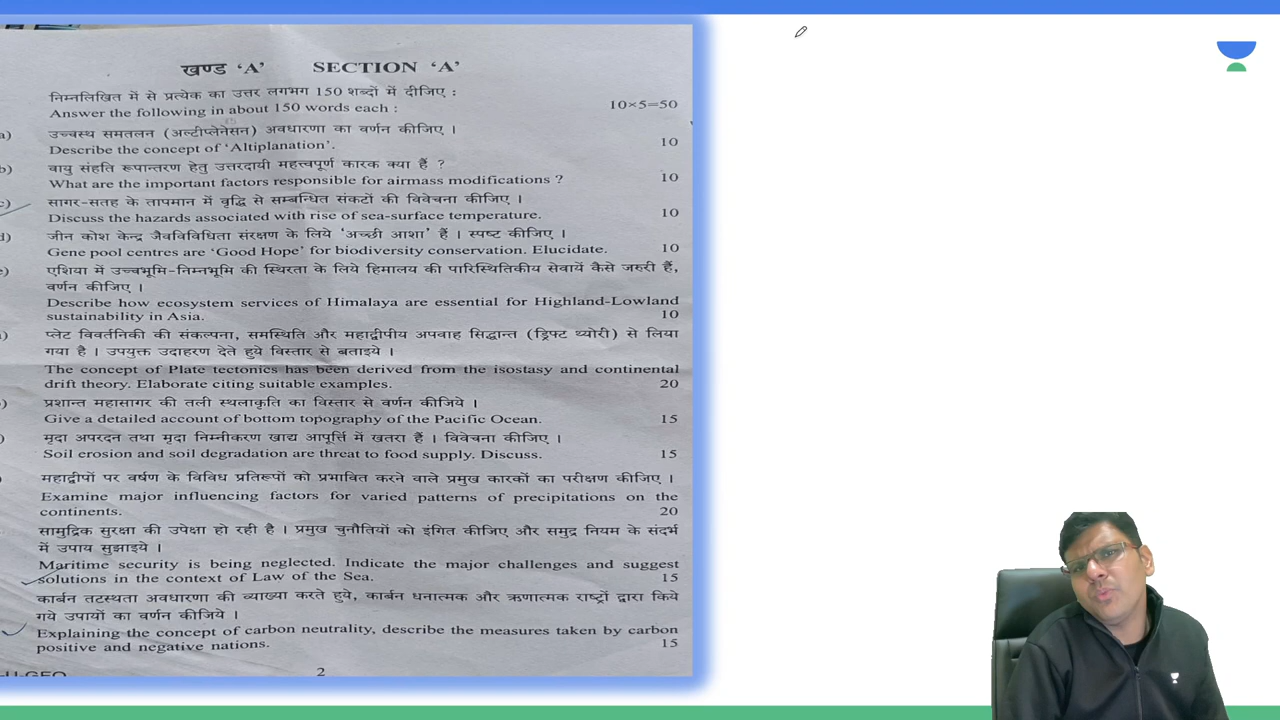 खण्ड ‘A’ SECTION ‘A’
निम्नलिखित में से प्रत्येक का उत्तर लगभग 150 शब्दों में दीजिए :
Answer the following in about 150 words each : 10×5=50
a) उच्चस्थ समतलन (अल्टीप्लेनेसन) अवधारणा का वर्णन कीजिए ।
Describe the concept of ‘Altiplanation’. 10
b) वायु संहति रूपान्तरण हेतु उत्तरदायी महत्त्वपूर्ण कारक क्या हैं ?
What are the important factors responsible for airmass modifications ? 10
c) सागर-सतह के तापमान में वृद्धि से सम्बन्धित संकटों की विवेचना कीजिए ।
Discuss the hazards associated with rise of sea-surface temperature. 10
d) जीन कोश केन्द्र जैवविविधिता संरक्षण के लिये ‘अच्छी आशा’ हैं । स्पष्ट कीजिए ।
Gene pool centres are ‘Good Hope’ for biodiversity conservation. Elucidate. 10
e) एशिया में उच्चभूमि-निम्नभूमि की स्थिरता के लिये हिमालय की पारिस्थितिकीय सेवायें कैसे जरुरी हैं,
वर्णन कीजिए ।
Describe how ecosystem services of Himalaya are essential for Highland-Lowland
sustainability in Asia. 10
प्लेट विवर्तनिकी की संकल्पना, समस्थिति और महाद्वीपीय अपवाह सिद्धान्त (ड्रिफ्ट थ्योरी) से लिया
गया है । उपयुक्त उदाहरण देते हुये विस्तार से बताइये ।
The concept of Plate tectonics has been derived from the isostasy and continental
drift theory. Elaborate citing suitable examples. 20
प्रशान्त महासागर की तली स्थलाकृति का विस्तार से वर्णन कीजिये ।
Give a detailed account of bottom topography of the Pacific Ocean. 15
मृदा अपरदन तथा मृदा निम्नीकरण खाद्य आपूर्त्ति में खतरा हैं । विवेचना कीजिए ।
Soil erosion and soil degradation are threat to food supply. Discuss. 15
महाद्वीपों पर वर्षण के विविध प्रतिरूपों को प्रभावित करने वाले प्रमुख कारकों का परीक्षण कीजिए ।
Examine major influencing factors for varied patterns of precipitations on the
continents. 20
सामुद्रिक सुरक्षा की उपेक्षा हो रही है । प्रमुख चुनौतियों को इंगित कीजिए और समुद्र नियम के संदर्भ
में उपाय सुझाइये ।
Maritime security is being neglected. Indicate the major challenges and suggest
solutions in the context of Law of the Sea. 15
कार्बन तटस्थता अवधारणा की व्याख्या करते हुये, कार्बन धनात्मक और ऋणात्मक राष्ट्रों द्वारा किये
गये उपायों का वर्णन कीजिये ।
Explaining the concept of carbon neutrality, describe the measures taken by carbon
positive and negative nations. 15
2